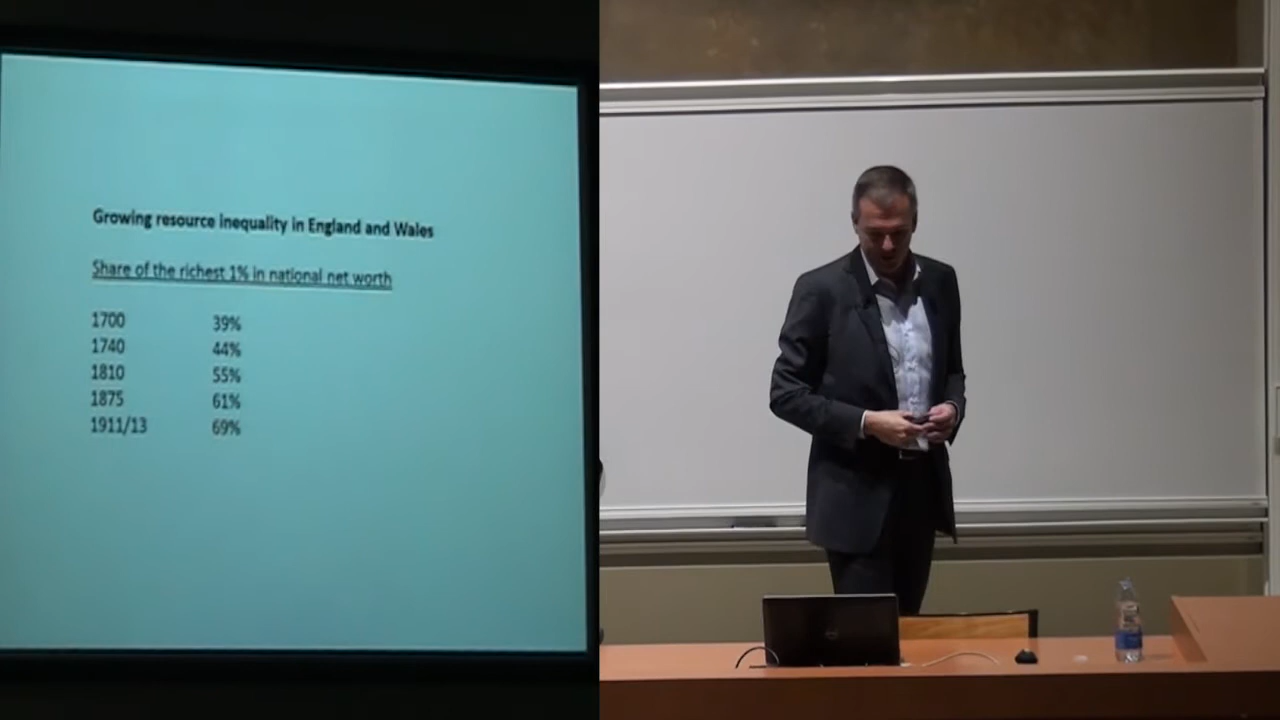 Growing resource inequality in England and Wales
Share of the richest 1% in national net worth
1700 39%
1740 44%
1810 55%
1875 61%
1911/13 69%